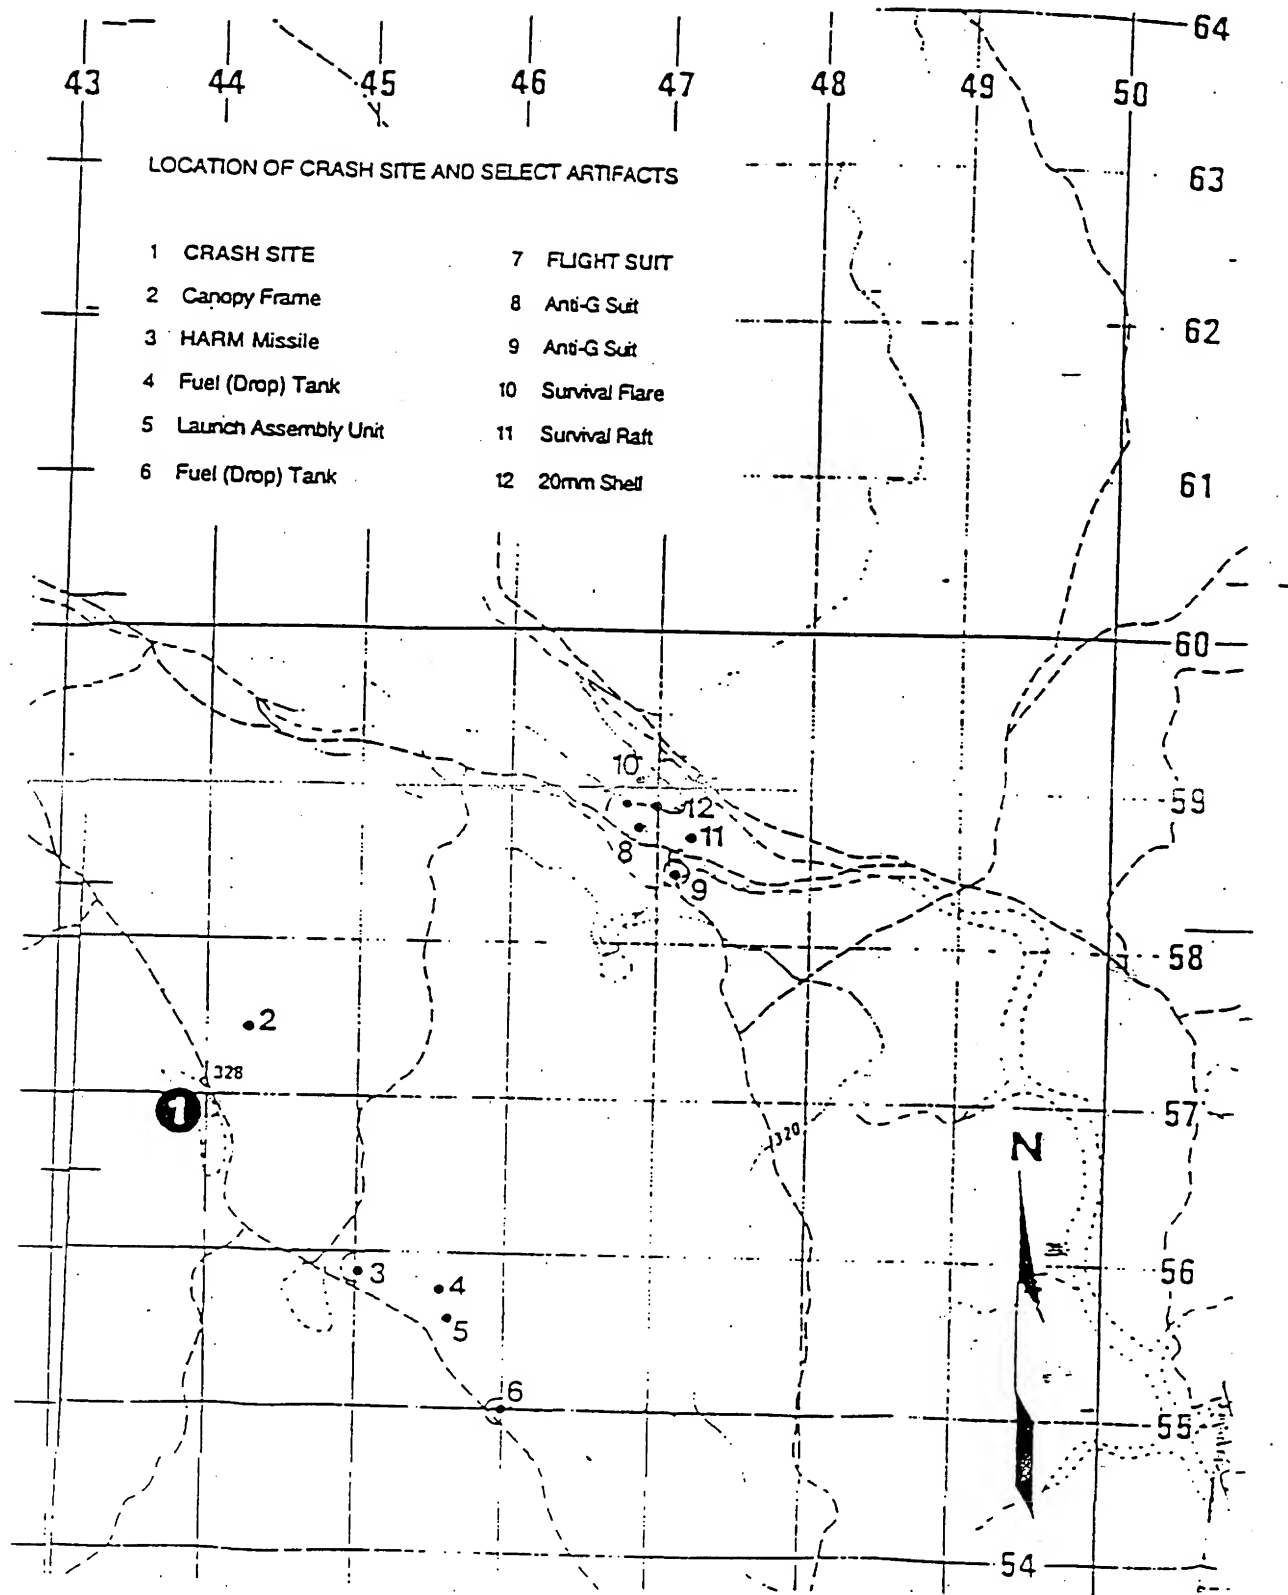 64
43 44 45 46 47 48 49 50
LOCATION OF CRASH SITE AND SELECT ARTIFACTS
63
1 CRASH SITE
2 Canopy Frame
3 HARM Missile
4 Fuel (Drop) Tank
5 Launch Assembly Unit
6 Fuel (Drop) Tank
7 FLIGHT SUIT
8 Anti-G Suit
9 Anti-G Suit
10 Survival Flare
11 Survival Raft
12 20mm Shell
62
61
60
10
59
12
11
8
9
58
2
328
1
57
320
N
3
56
4
5
6
55
54